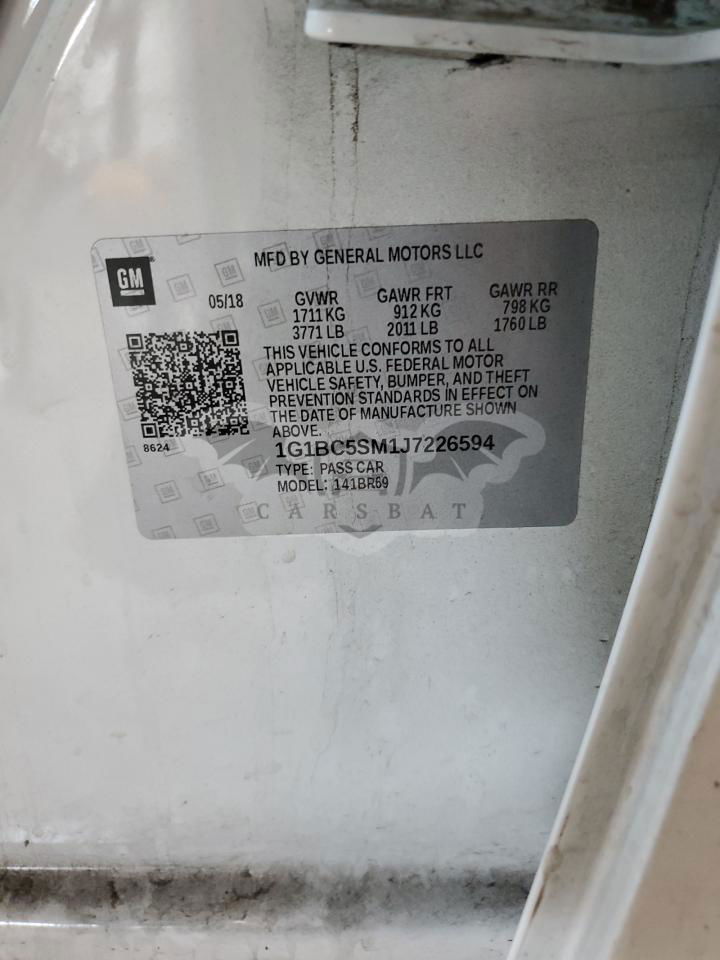 GM
MFD BY GENERAL MOTORS LLC
05/18
GVWR GAWR FRT GAWR RR
1711 KG 912 KG 798 KG
3771 LB 2011 LB 1760 LB
THIS VEHICLE CONFORMS TO ALL
APPLICABLE U.S. FEDERAL MOTOR
VEHICLE SAFETY, BUMPER, AND THEFT
PREVENTION STANDARDS IN EFFECT ON
THE DATE OF MANUFACTURE SHOWN
ABOVE.
8624
1G1BC5SM1J7226594
TYPE: PASS CAR
MODEL: 141BR69
CARSBAT